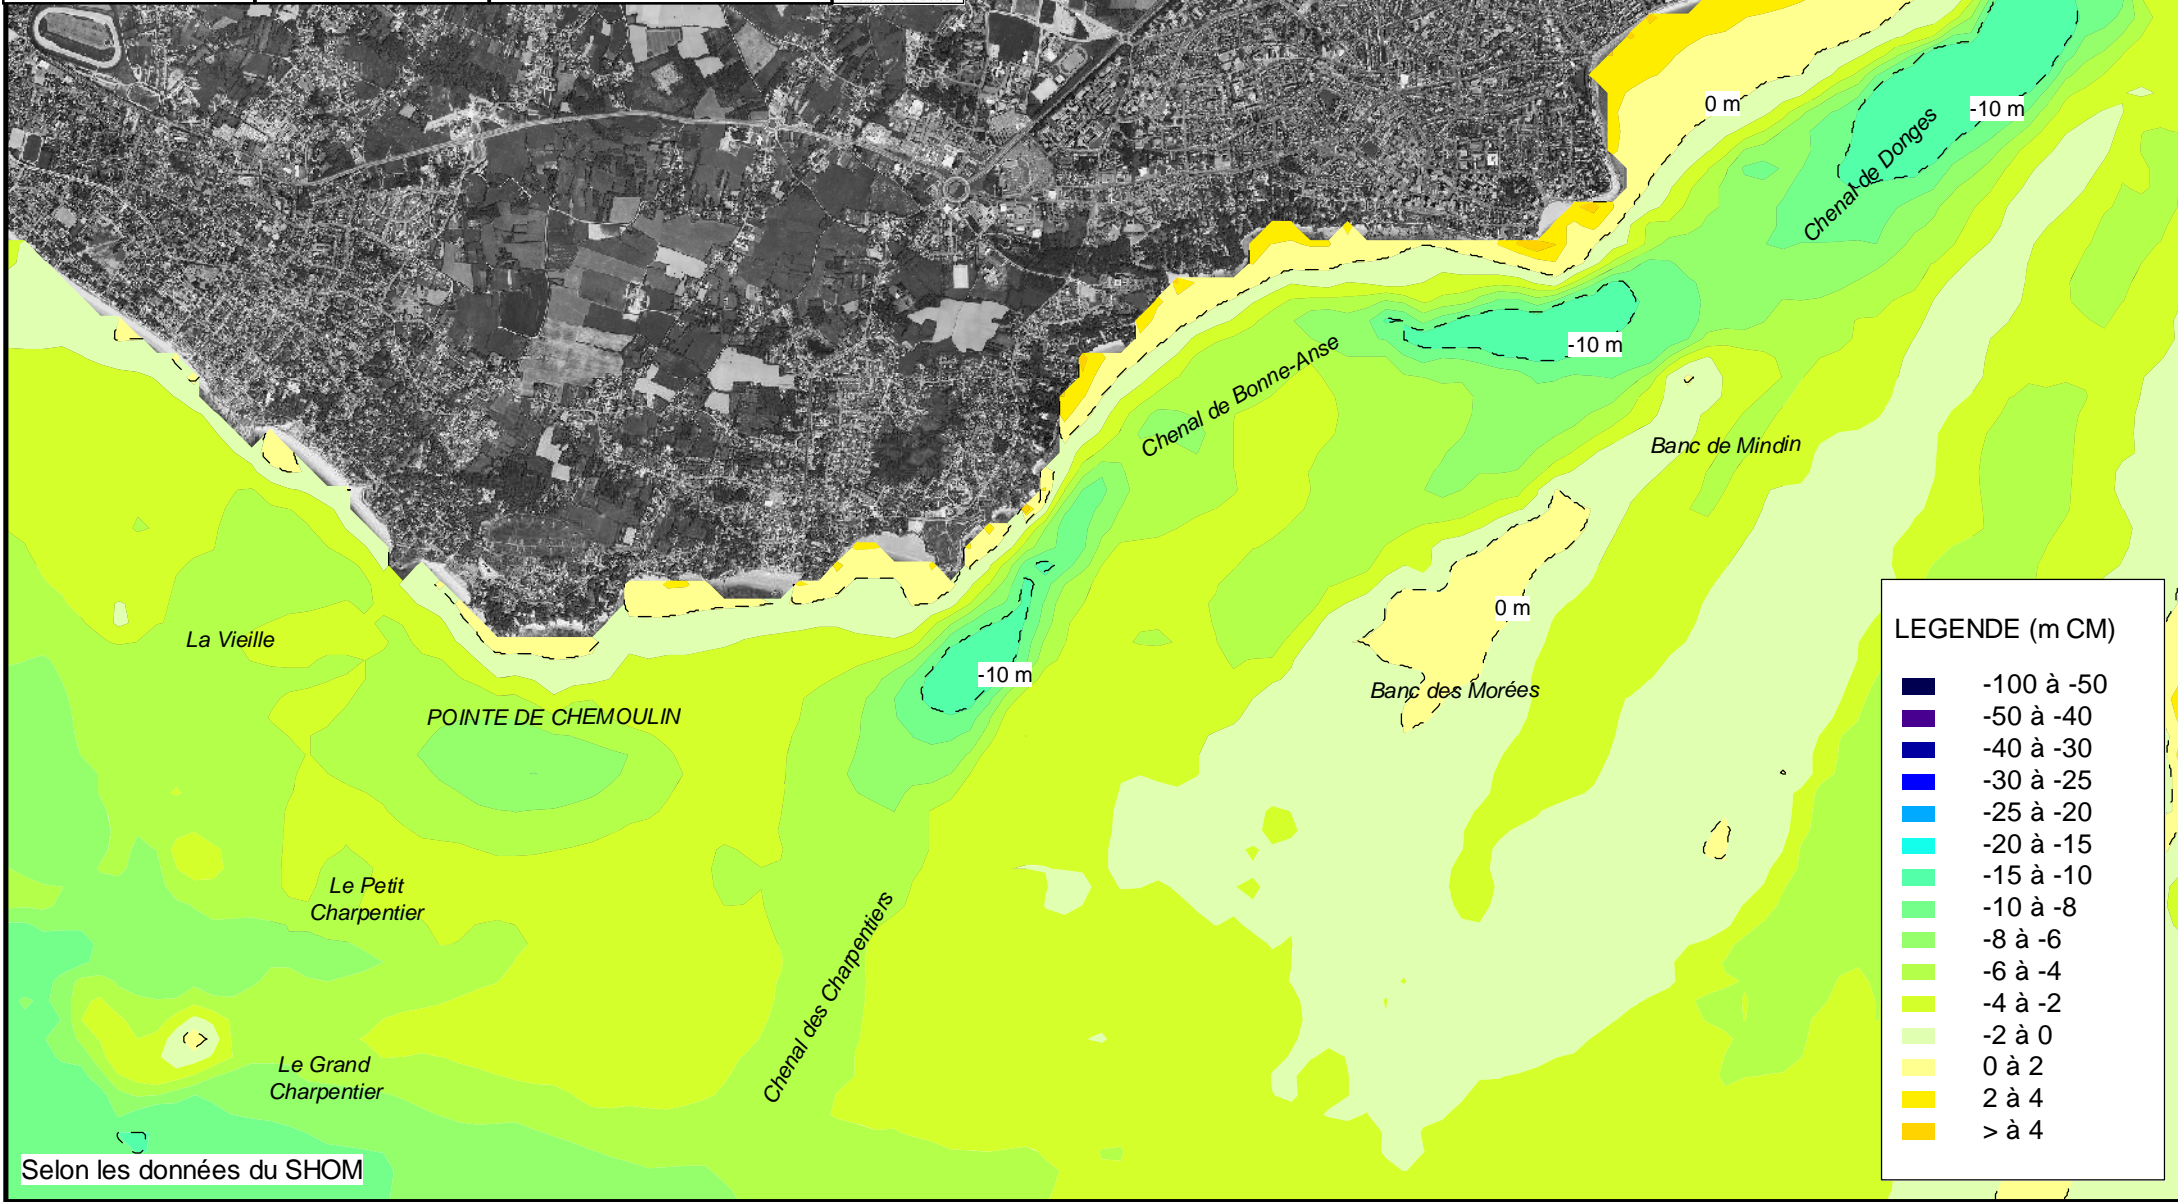 0 m
-10 m
Chenal de Donges
-10 m
Chenal de Bonne-Anse
Banc de Mindin
0 m
La Vieille
-10 m
Banc des Morées
POINTE DE CHEMOULIN
Le Petit
Charpentier
Chenal des Charpentiers
Le Grand
Charpentier
Selon les données du SHOM
LEGENDE (m CM)
-100 à -50
-50 à -40
-40 à -30
-30 à -25
-25 à -20
-20 à -15
-15 à -10
-10 à -8
-8 à -6
-6 à -4
-4 à -2
-2 à 0
0 à 2
2 à 4
> à 4